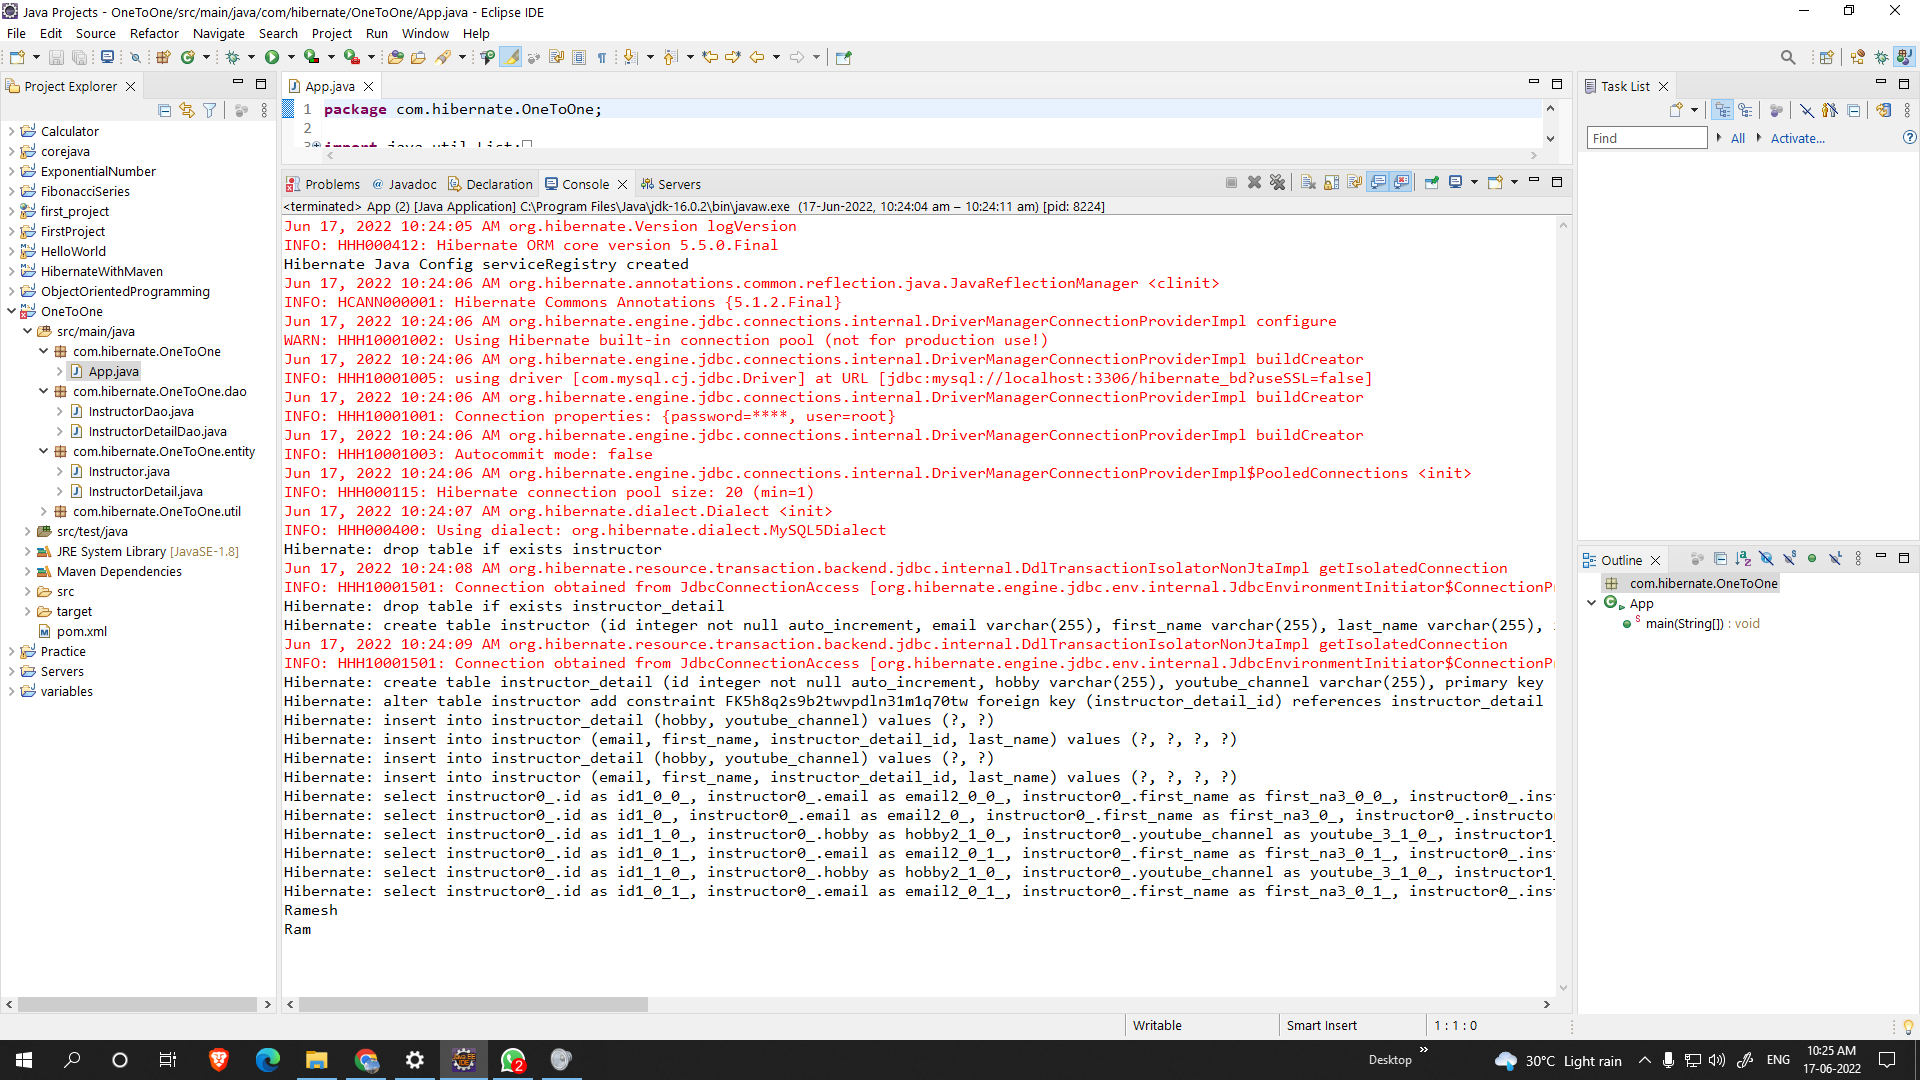 Java Projects - OneToOne/src/main/java/com/hibernate/OneToOne/App.java - Eclipse IDE
File Edit Source Refactor Navigate Search Project Run Window Help
Project Explorer
Calculator
corejava
ExponentialNumber
FibonacciSeries
first_project
FirstProject
HelloWorld
HibernateWithMaven
ObjectOrientedProgramming
OneToOne
src/main/java
com.hibernate.OneToOne
App.java
com.hibernate.OneToOne.dao
InstructorDao.java
InstructorDetailDao.java
com.hibernate.OneToOne.entity
Instructor.java
InstructorDetail.java
com.hibernate.OneToOne.util
src/test/java
JRE System Library [JavaSE-1.8]
Maven Dependencies
src
target
pom.xml
Practice
Servers
variables
App.java
1 package com.hibernate.OneToOne;
2
3 import java.util.List;
Problems Javadoc Declaration Console Servers
<terminated> App (2) [Java Application] C:\Program Files\Java\jdk-16.0.2\bin\javaw.exe (17-Jun-2022, 10:24:04 am – 10:24:11 am) [pid: 8224]
Jun 17, 2022 10:24:05 AM org.hibernate.Version logVersion
INFO: HHH000412: Hibernate ORM core version 5.5.0.Final
Hibernate Java Config serviceRegistry created
Jun 17, 2022 10:24:06 AM org.hibernate.annotations.common.reflection.java.JavaReflectionManager <clinit>
INFO: HCANN000001: Hibernate Commons Annotations {5.1.2.Final}
Jun 17, 2022 10:24:06 AM org.hibernate.engine.jdbc.connections.internal.DriverManagerConnectionProviderImpl configure
WARN: HHH10001002: Using Hibernate built-in connection pool (not for production use!)
Jun 17, 2022 10:24:06 AM org.hibernate.engine.jdbc.connections.internal.DriverManagerConnectionProviderImpl buildCreator
INFO: HHH10001005: using driver [com.mysql.cj.jdbc.Driver] at URL [jdbc:mysql://localhost:3306/hibernate_bd?useSSL=false]
Jun 17, 2022 10:24:06 AM org.hibernate.engine.jdbc.connections.internal.DriverManagerConnectionProviderImpl buildCreator
INFO: HHH10001001: Connection properties: {password=****, user=root}
Jun 17, 2022 10:24:06 AM org.hibernate.engine.jdbc.connections.internal.DriverManagerConnectionProviderImpl buildCreator
INFO: HHH10001003: Autocommit mode: false
Jun 17, 2022 10:24:06 AM org.hibernate.engine.jdbc.connections.internal.DriverManagerConnectionProviderImpl$PooledConnections <init>
INFO: HHH000115: Hibernate connection pool size: 20 (min=1)
Jun 17, 2022 10:24:07 AM org.hibernate.dialect.Dialect <init>
INFO: HHH000400: Using dialect: org.hibernate.dialect.MySQL5Dialect
Hibernate: drop table if exists instructor
Jun 17, 2022 10:24:08 AM org.hibernate.resource.transaction.backend.jdbc.internal.DdlTransactionIsolatorNonJtaImpl getIsolatedConnection
INFO: HHH10001501: Connection obtained from JdbcConnectionAccess [org.hibernate.engine.jdbc.env.internal.JdbcEnvironmentInitiator$ConnectionP
Hibernate: drop table if exists instructor_detail
Hibernate: create table instructor (id integer not null auto_increment, email varchar(255), first_name varchar(255), last_name varchar(255),
Jun 17, 2022 10:24:09 AM org.hibernate.resource.transaction.backend.jdbc.internal.DdlTransactionIsolatorNonJtaImpl getIsolatedConnection
INFO: HHH10001501: Connection obtained from JdbcConnectionAccess [org.hibernate.engine.jdbc.env.internal.JdbcEnvironmentInitiator$ConnectionP
Hibernate: create table instructor_detail (id integer not null auto_increment, hobby varchar(255), youtube_channel varchar(255), primary key
Hibernate: alter table instructor add constraint FK5h8q2s9b2twvpdln31m1q70tw foreign key (instructor_detail_id) references instructor_detail
Hibernate: insert into instructor_detail (hobby, youtube_channel) values (?, ?)
Hibernate: insert into instructor (email, first_name, instructor_detail_id, last_name) values (?, ?, ?, ?)
Hibernate: insert into instructor_detail (hobby, youtube_channel) values (?, ?)
Hibernate: insert into instructor (email, first_name, instructor_detail_id, last_name) values (?, ?, ?, ?)
Hibernate: select instructor0_.id as id1_0_0_, instructor0_.email as email2_0_0_, instructor0_.first_name as first_na3_0_0_, instructor0_.ins
Hibernate: select instructor0_.id as id1_0_, instructor0_.email as email2_0_, instructor0_.first_name as first_na3_0_, instructor0_.instructo
Hibernate: select instructor0_.id as id1_1_0_, instructor0_.hobby as hobby2_1_0_, instructor0_.youtube_channel as youtube_3_1_0_, instructor1_
Hibernate: select instructor0_.id as id1_0_1_, instructor0_.email as email2_0_1_, instructor0_.first_name as first_na3_0_1_, instructor0_.ins
Hibernate: select instructor0_.id as id1_1_0_, instructor0_.hobby as hobby2_1_0_, instructor0_.youtube_channel as youtube_3_1_0_, instructor1_
Hibernate: select instructor0_.id as id1_0_1_, instructor0_.email as email2_0_1_, instructor0_.first_name as first_na3_0_1_, instructor0_.ins
Ramesh
Ram
Task List
Find All Activate...
Outline
com.hibernate.OneToOne
App
main(String[]) : void
Writable Smart Insert 1 : 1 : 0
Desktop 30°C Light rain ENG 10:25 AM
17-06-2022